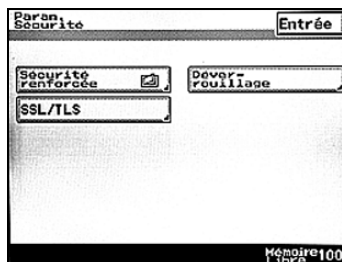 Param.
Sécurité
Entrée
Sécurité
renforcée
Déver-
rouillage
SSL/TLS
Mémoire
Libre 100